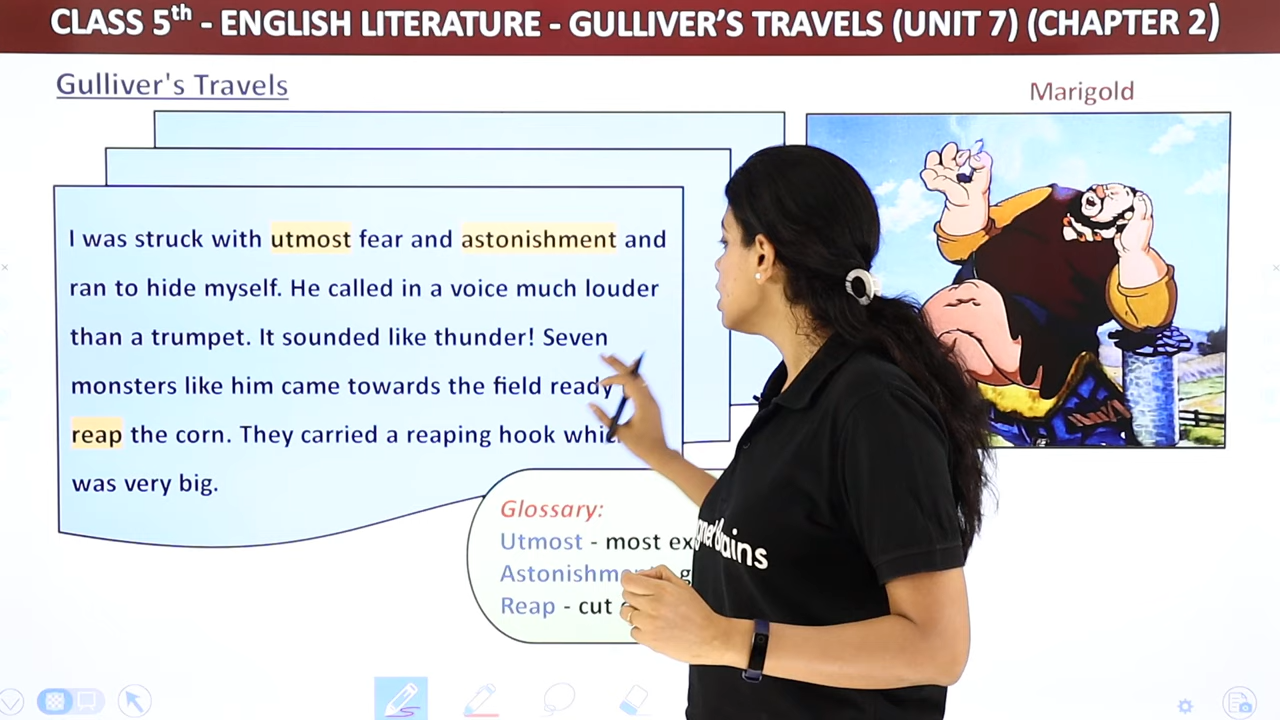 CLASS 5th - ENGLISH LITERATURE - GULLIVER'S TRAVELS (UNIT 7) (CHAPTER 2)
Gulliver's Travels
Marigold
I was struck with utmost fear and astonishment and
ran to hide myself. He called in a voice much louder
than a trumpet. It sounded like thunder! Seven
monsters like him came towards the field ready
reap the corn. They carried a reaping hook
was very big.
Glossary:
Utmost - most
Reap - cut